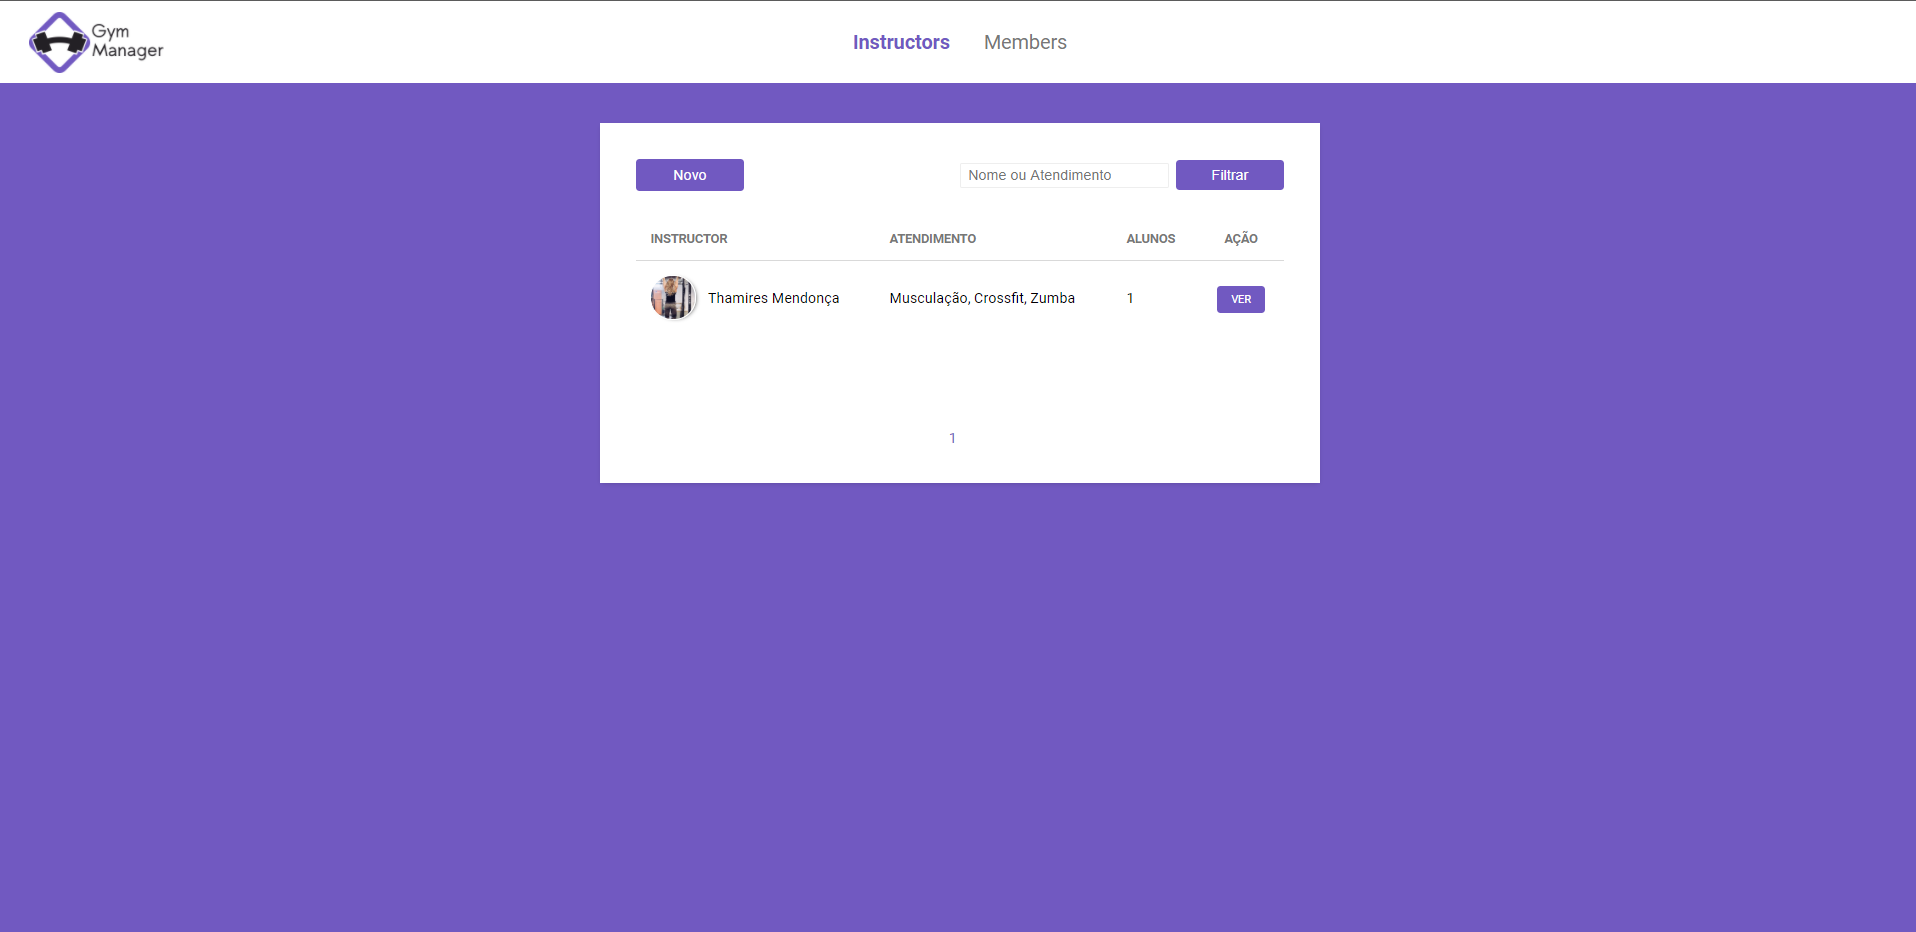 Gym
Manager
Instructors Members
Novo Nome ou Atendimento Filtrar
INSTRUCTOR ATENDIMENTO ALUNOS AÇÃO
Thamires Mendonça Musculação, Crossfit, Zumba 1 VER
1